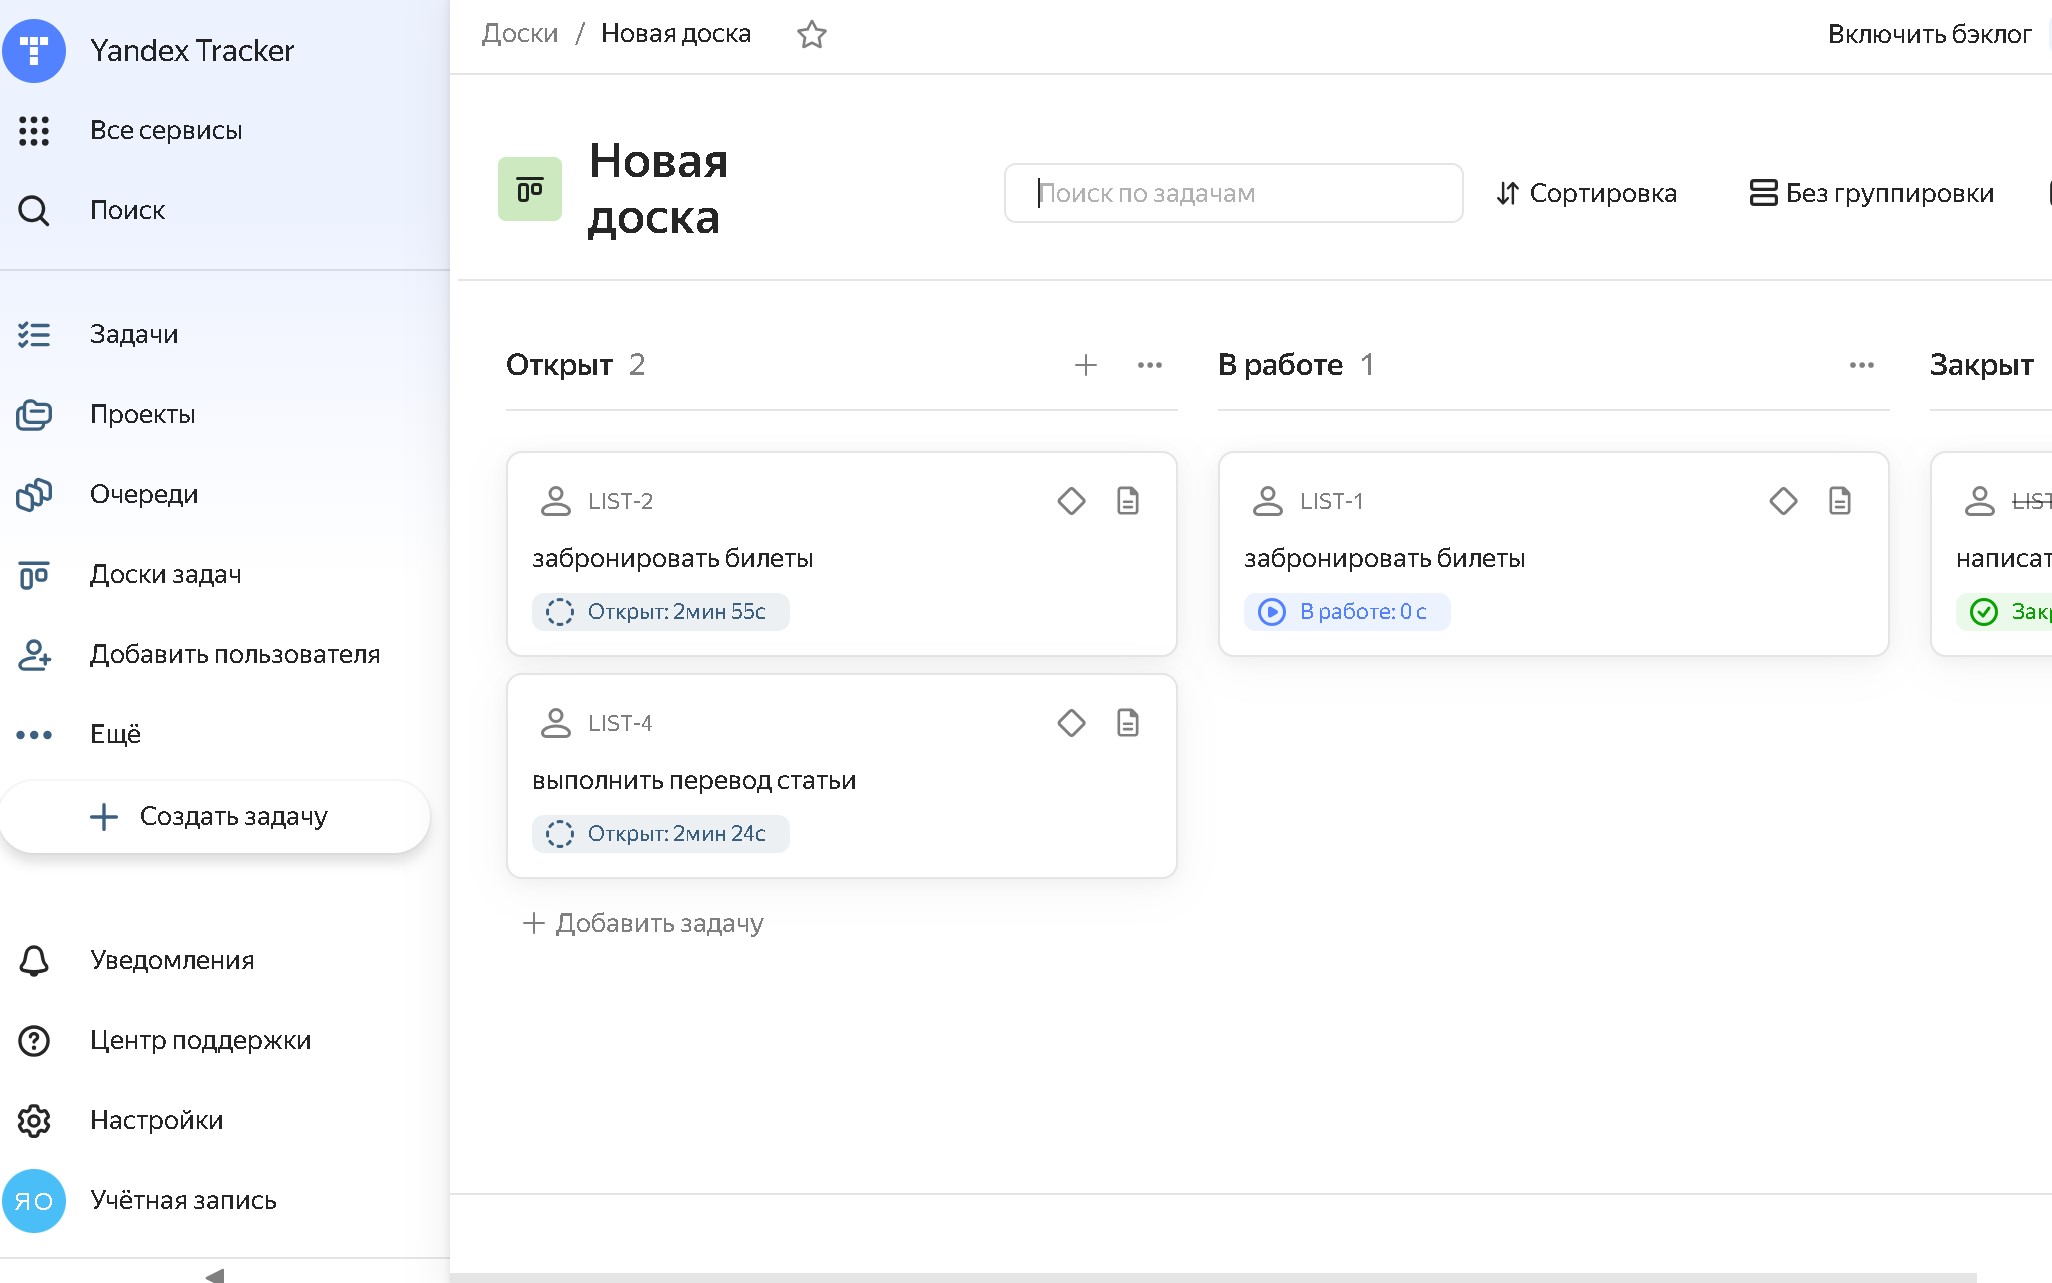 Yandex Tracker
Все сервисы
Поиск
Задачи
Проекты
Очереди
Доски задач
Добавить пользователя
Ещё
Создать задачу
Уведомления
Центр поддержки
Настройки
ЯО
Учётная запись
Доски / Новая доска
Включить бэклог
Новая
доска
Поиск по задачам
Сортировка
Без группировки
Открыт 2
LIST-2
забронировать билеты
Открыт: 2мин 55с
LIST-4
выполнить перевод статьи
Открыт: 2мин 24с
Добавить задачу
В работе 1
LIST-1
забронировать билеты
В работе: 0 с
Закрыт
LIST
написат
Закр